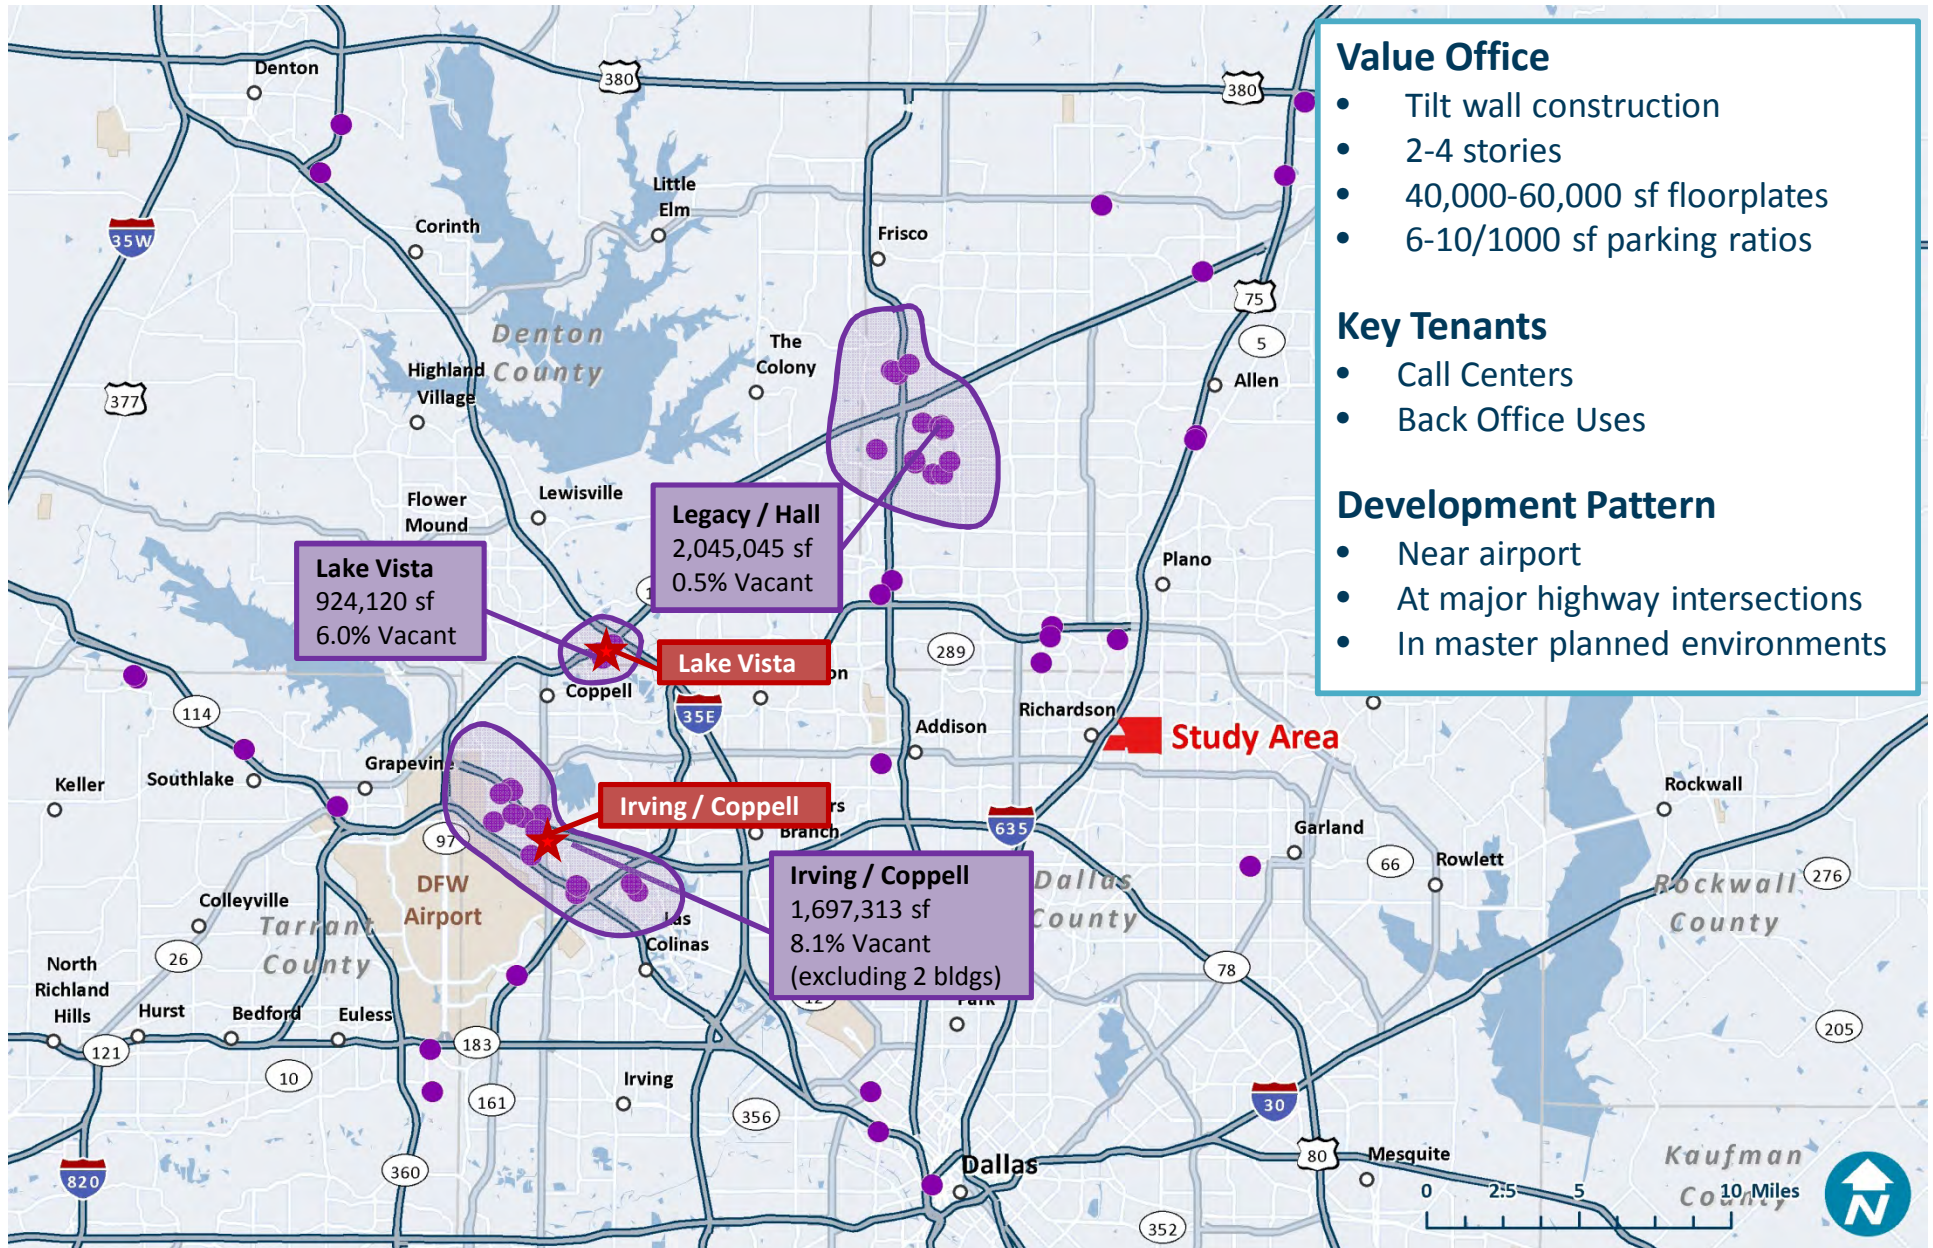 Value Office
• Tilt wall construction
• 2-4 stories
• 40,000-60,000 sf floorplates
• 6-10/1000 sf parking ratios
Key Tenants
• Call Centers
• Back Office Uses
Development Pattern
• Near airport
• At major highway intersections
• In master planned environments
Denton
380
380
Little
Elm
Corinth
35W
Frisco
75
5
Denton
County
The
Colony
Highland
Village
377
Allen
Flower
Mound
Lewisville
Legacy / Hall
2,045,045 sf
0.5% Vacant
Lake Vista
924,120 sf
6.0% Vacant
Plano
1
289
Lake Vista
on
Coppell
114
35E
Richardson
Addison
Study Area
Grapevine
Southlake
Keller
Rockwall
Irving / Coppell
rs
Branch
97
635
Garland
66
Rowlett
276
Irving / Coppell
1,697,313 sf
8.1% Vacant
(excluding 2 bldgs)
DFW
Airport
Dallas
County
Rockwall
County
Colleyville
Tarrant
County
26
Las
Colinas
78
North
Richland
Hills
Hurst
Bedford
Euless
12
Park
121
183
205
10
161
Irving
356
30
360
820
Dallas
80
Mesquite
Kaufman
County
0 2.5 5 10 Miles
352
N